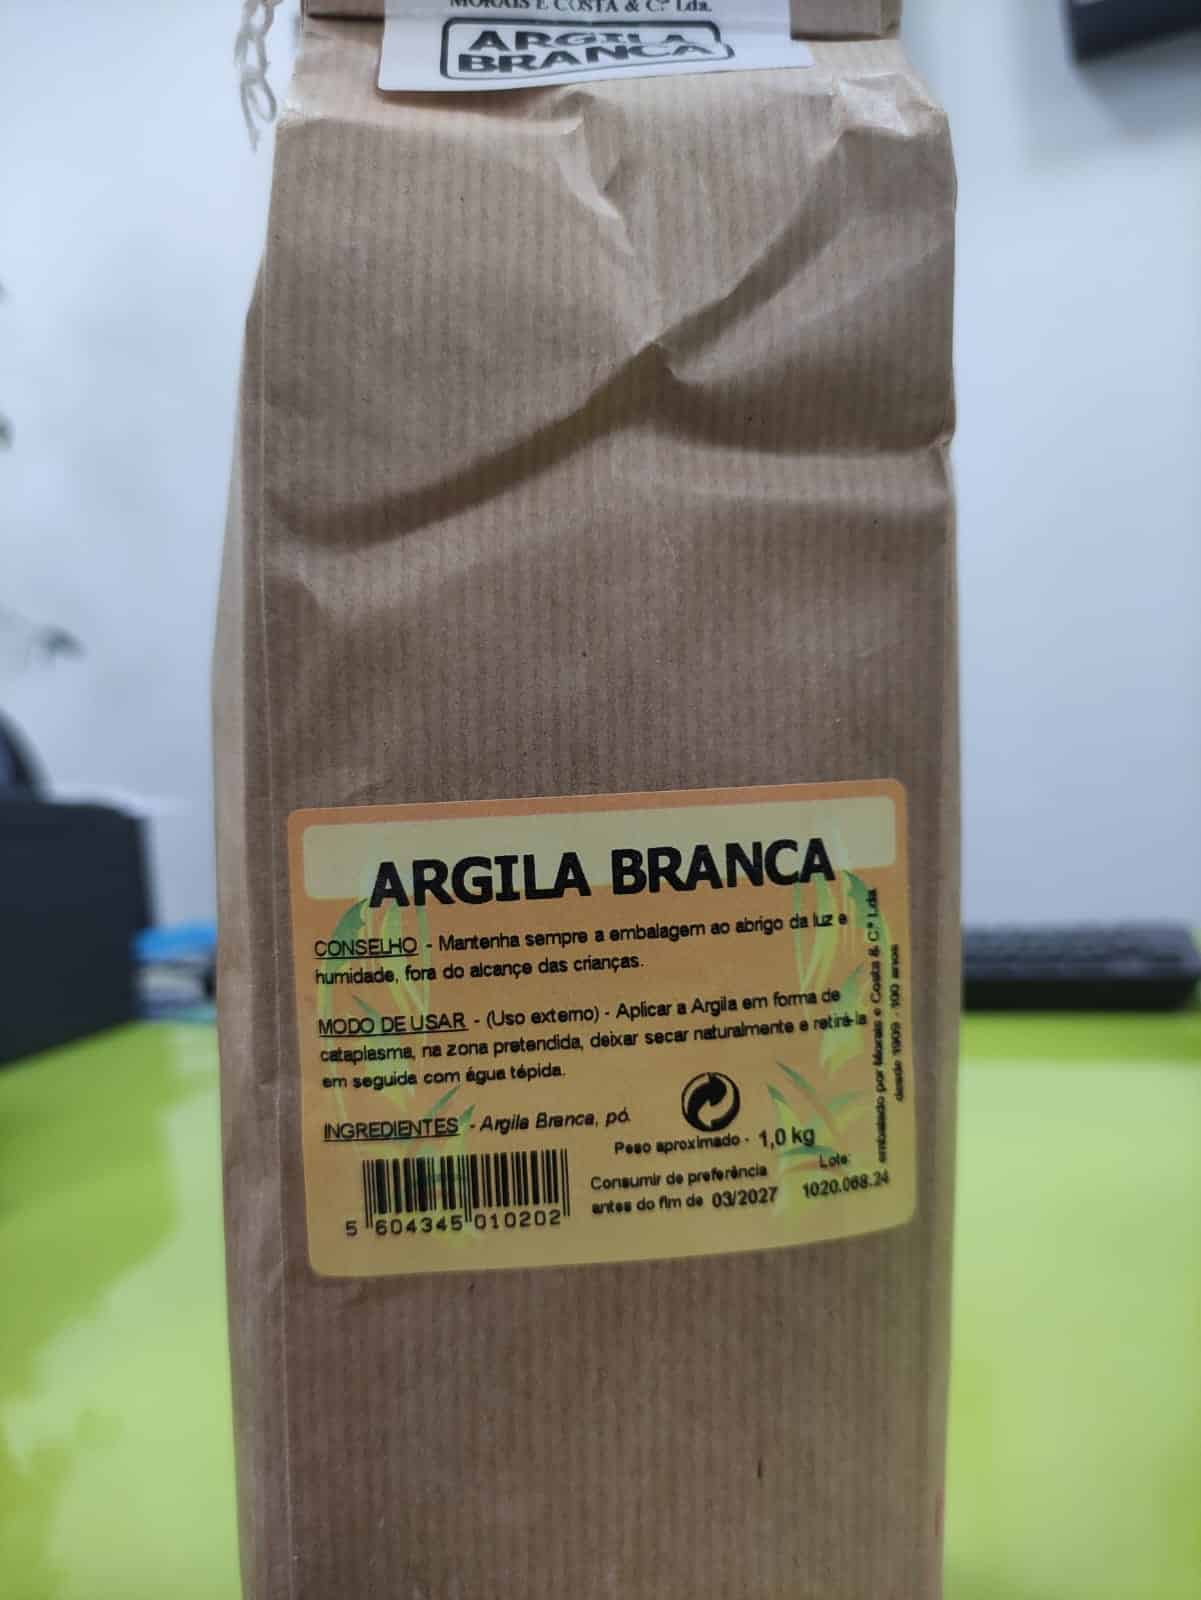 MORAIS E COSTA & C.ª Lda.
ARGILA
BRANCA
ARGILA BRANCA
CONSELHO - Mantenha sempre a embalagem ao abrigo da luz e
humidade, fora do alcançe das crianças.
MODO DE USAR - (Uso externo) - Aplicar a Argila em forma de
cataplasma, na zona pretendida, deixar secar naturalmente e retirá-la
em seguida com água tépida.
INGREDIENTES - Argila Branca, pó.
Peso aproximado - 1,0 kg
Consumir de preferência
antes do fim de 03/2027
Lote:
1020.068.24
5 604345 010202
embalado por Morais e Costa & C.ª Lda
desde 1909 - 100 anos